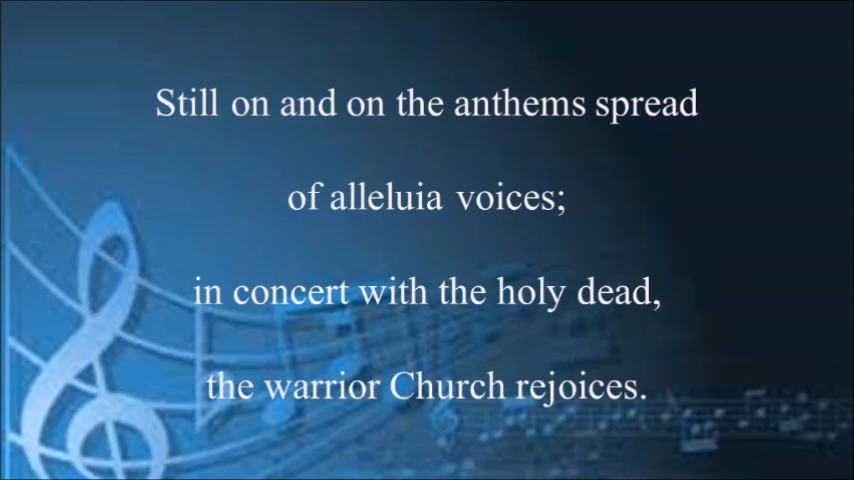 Still on and on the anthems spread
of alleluia voices;
in concert with the holy dead,
the warrior Church rejoices.